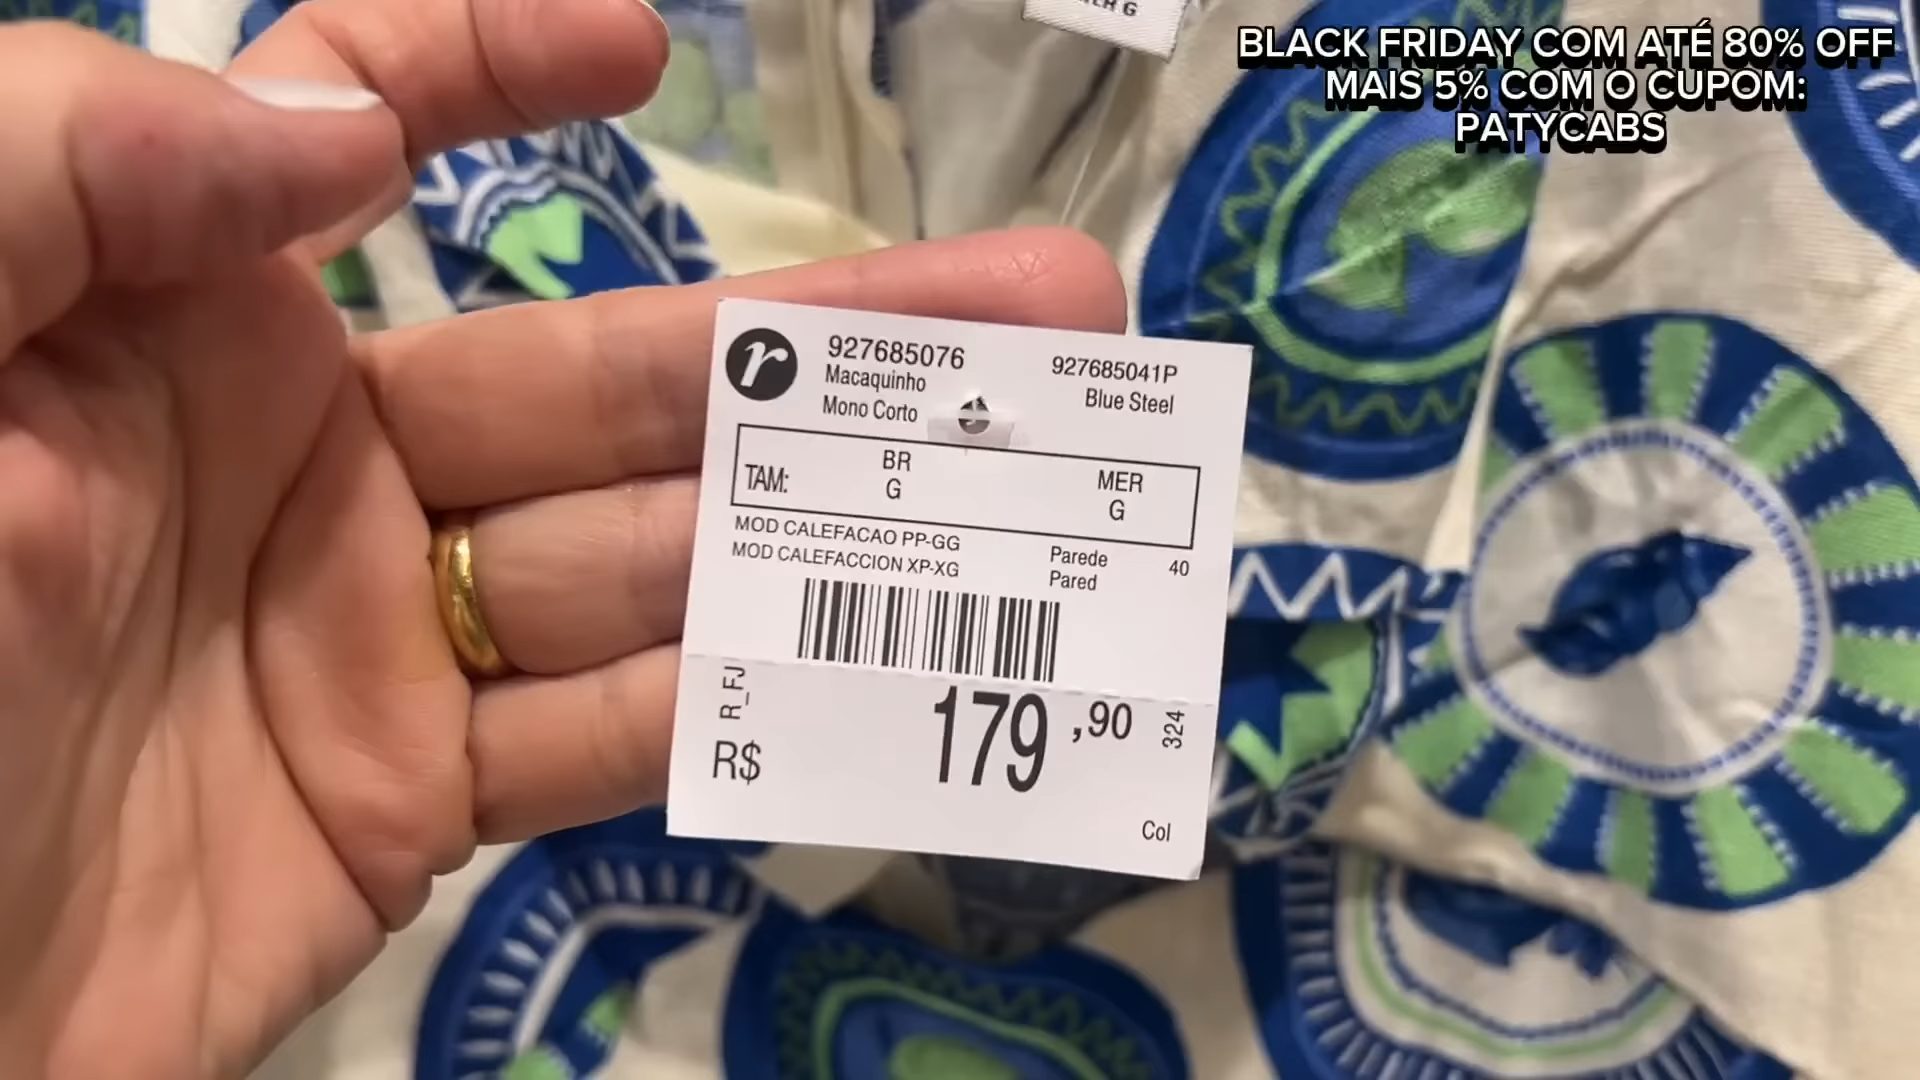 BLACK FRIDAY COM ATÉ 80% OFF
MAIS 5% COM O CUPOM:
PATYCABS
G
r
927685076
Macaquinho
Mono Corto
927685041P
Blue Steel
TAM:
BR
G
MER
G
MOD CALEFACAO PP-GG
MOD CALEFACCION XP-XG
Parede
Pared
40
R_FJ
R$
179,90
324
Col